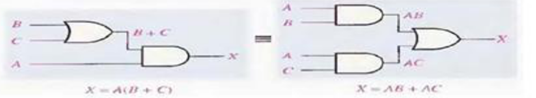 B
C
A
B + C
X
X = A(B + C)
=
A
B
A
C
AB
AC
X
X = AB + AC